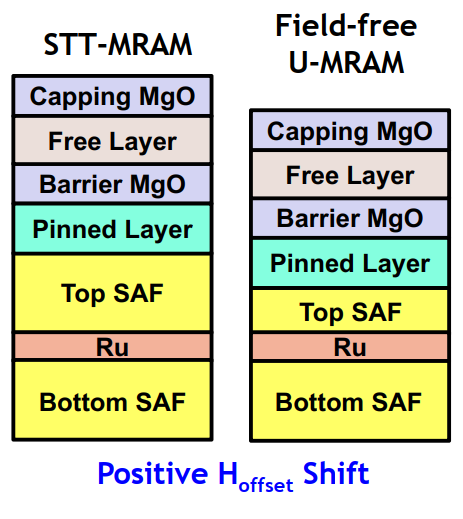 STT-MRAM
Capping MgO
Free Layer
Barrier MgO
Pinned Layer
Top SAF
Ru
Bottom SAF
Field-free
U-MRAM
Capping MgO
Free Layer
Barrier MgO
Pinned Layer
Top SAF
Ru
Bottom SAF
Positive Hoffset Shift